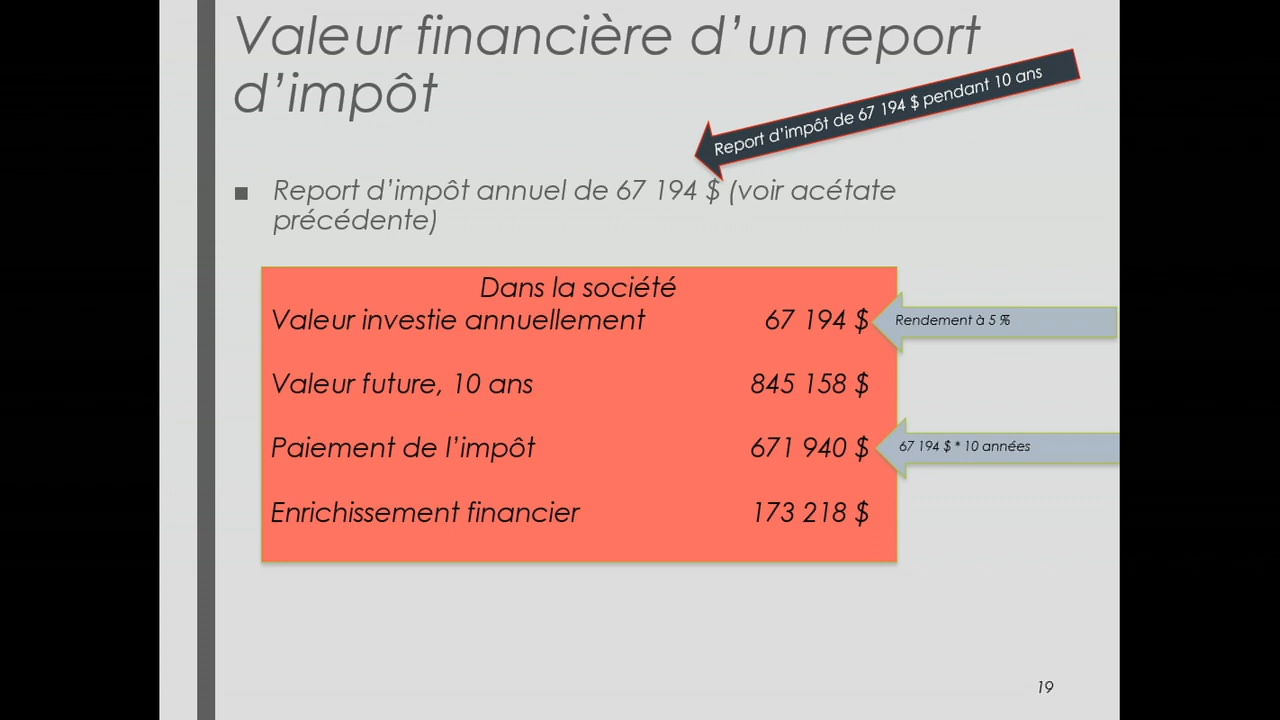 Valeur financière d’un report
d’impôt
Report d’impôt de 67 194 $ pendant 10 ans
■ Report d’impôt annuel de 67 194 $ (voir acétate
précédente)
Dans la société
Valeur investie annuellement 67 194 $
Rendement à 5 %
Valeur future, 10 ans 845 158 $
Paiement de l’impôt 671 940 $
67 194 $ * 10 années
Enrichissement financier 173 218 $
19